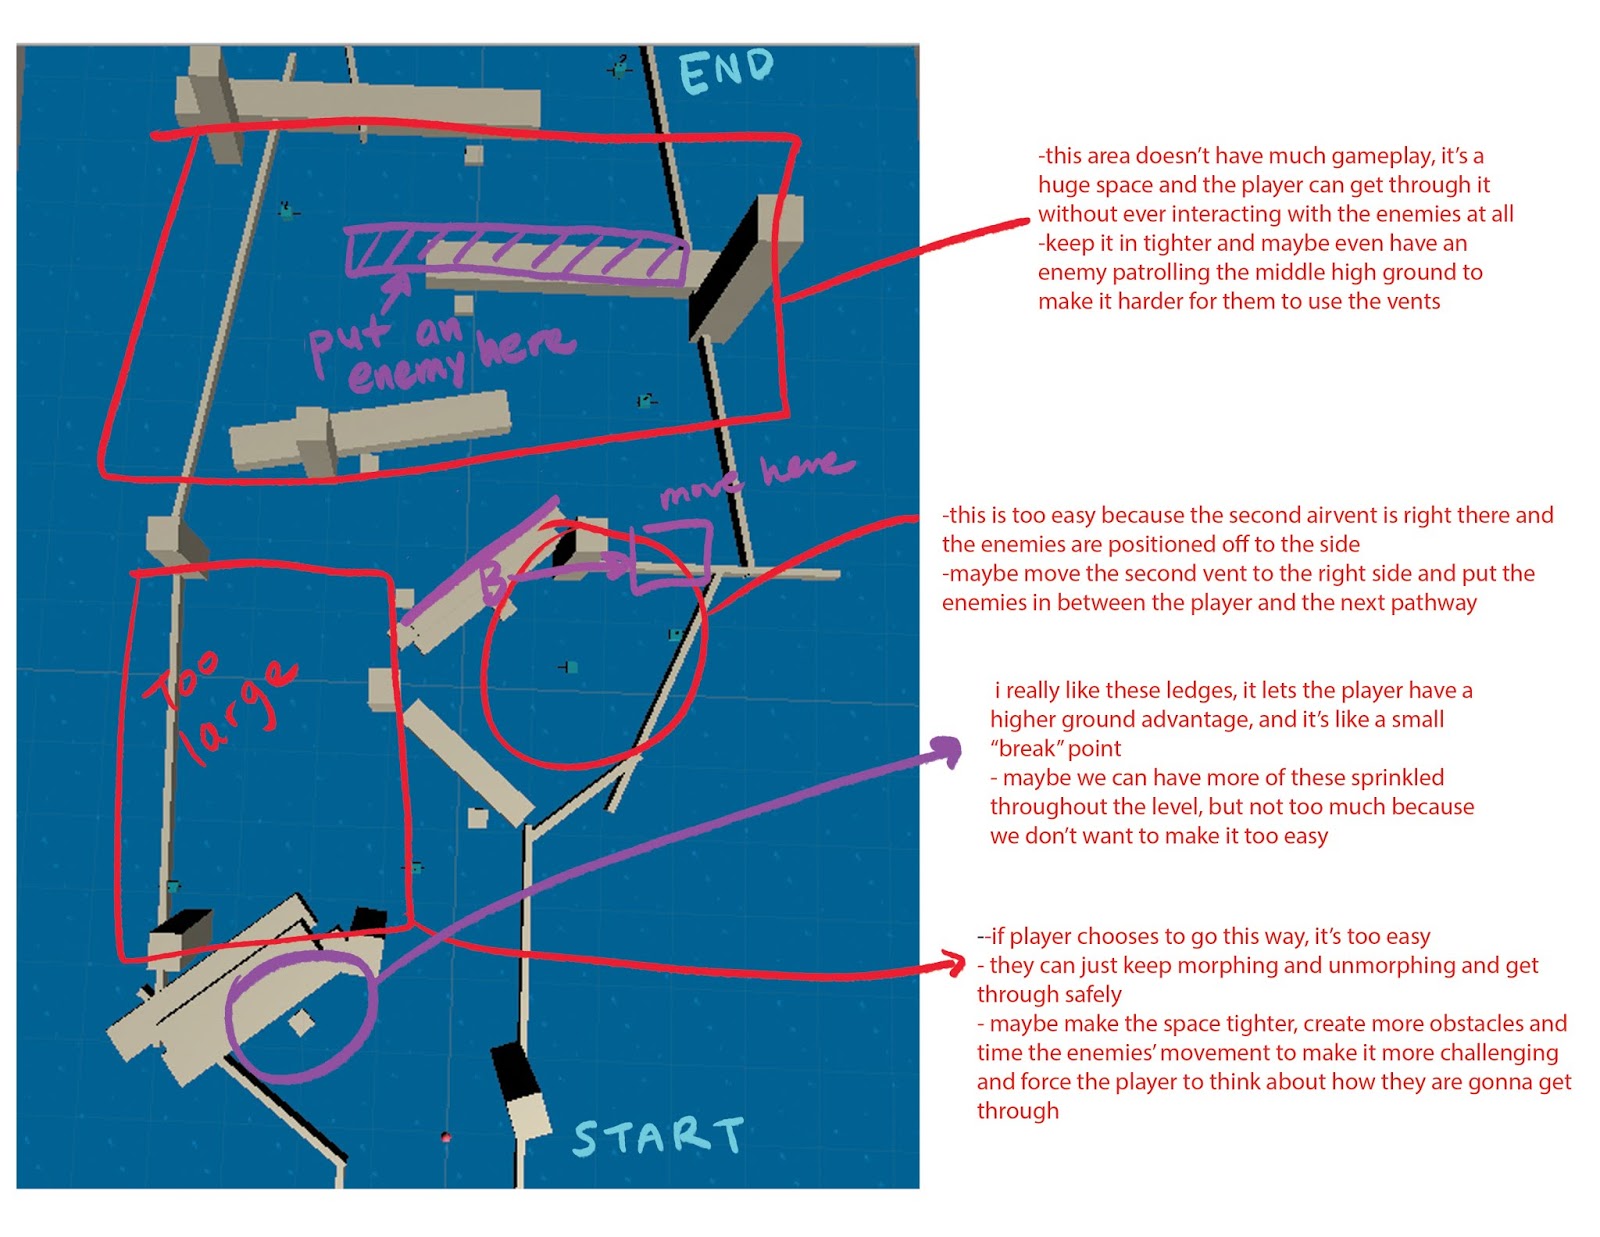 END
-this area doesn't have much gameplay, it's a
huge space and the player can get through it
without ever interacting with the enemies at all
-keep it in tighter and maybe even have an
enemy patrolling the middle high ground to
make it harder for them to use the vents
put an
enemy here
move here
B
-this is too easy because the second airvent is right there and
the enemies are positioned off to the side
-maybe move the second vent to the right side and put the
enemies in between the player and the next pathway
Too
large
i really like these ledges, it lets the player have a
higher ground advantage, and it's like a small
"break" point
- maybe we can have more of these sprinkled
throughout the level, but not too much because
we don't want to make it too easy
--if player chooses to go this way, it's too easy
- they can just keep morphing and unmorphing and get
through safely
- maybe make the space tighter, create more obstacles and
time the enemies' movement to make it more challenging
and force the player to think about how they are gonna get
through
START